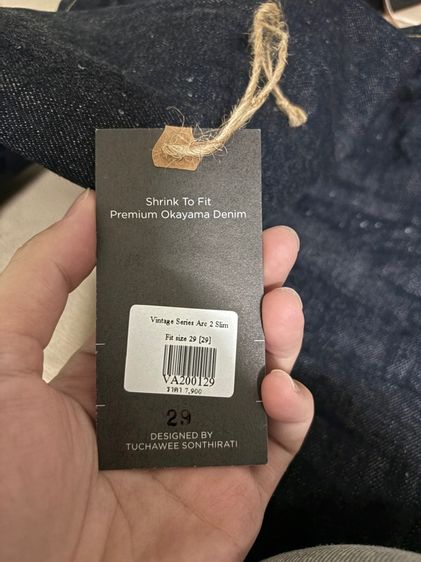 Shrink To Fit
Premium Okayama Denim
Vintage Series Arc 2 Slim
Fit size 29 [29]
VA200129
ราคา 7,900
29
DESIGNED BY
TUCHAWEE SONTHIRATI